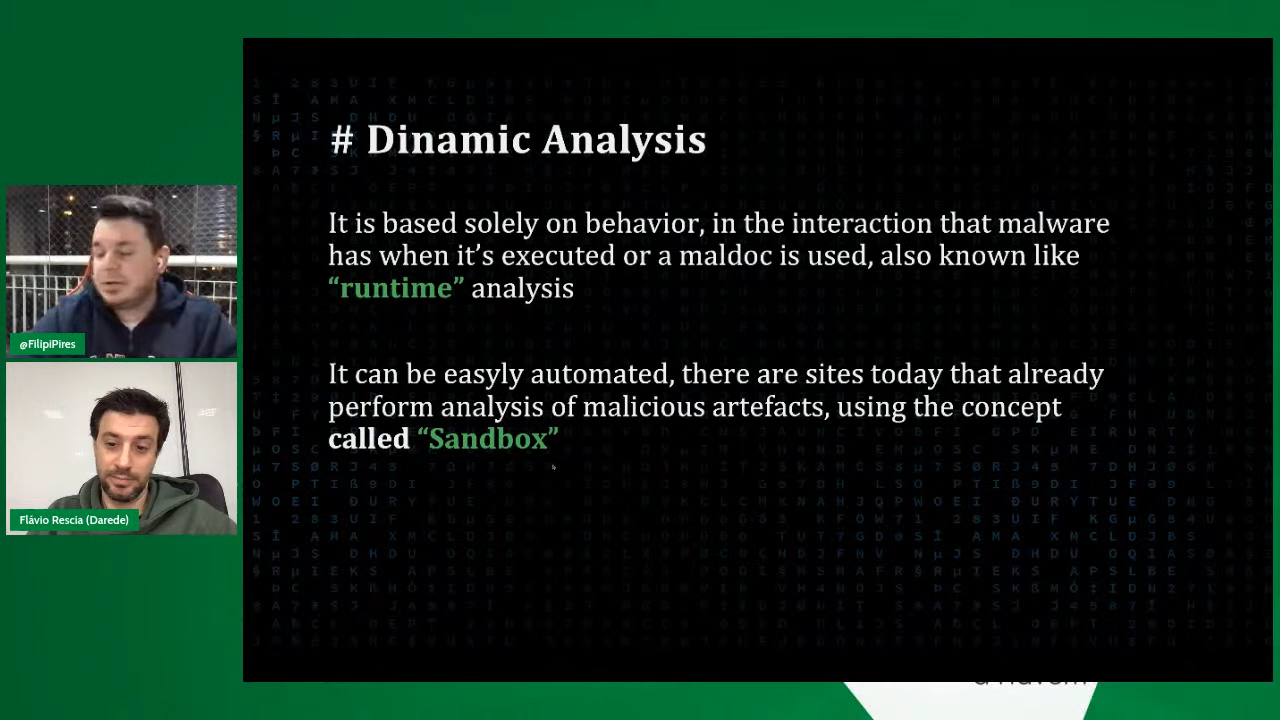 # Dinamic Analysis
It is based solely on behavior, in the interaction that malware
has when it’s executed or a maldoc is used, also known like
“runtime” analysis
It can be easyly automated, there are sites today that already
perform analysis of malicious artefacts, using the concept
called “Sandbox”
@FilipiPires
Flávio Rescia (Darede)